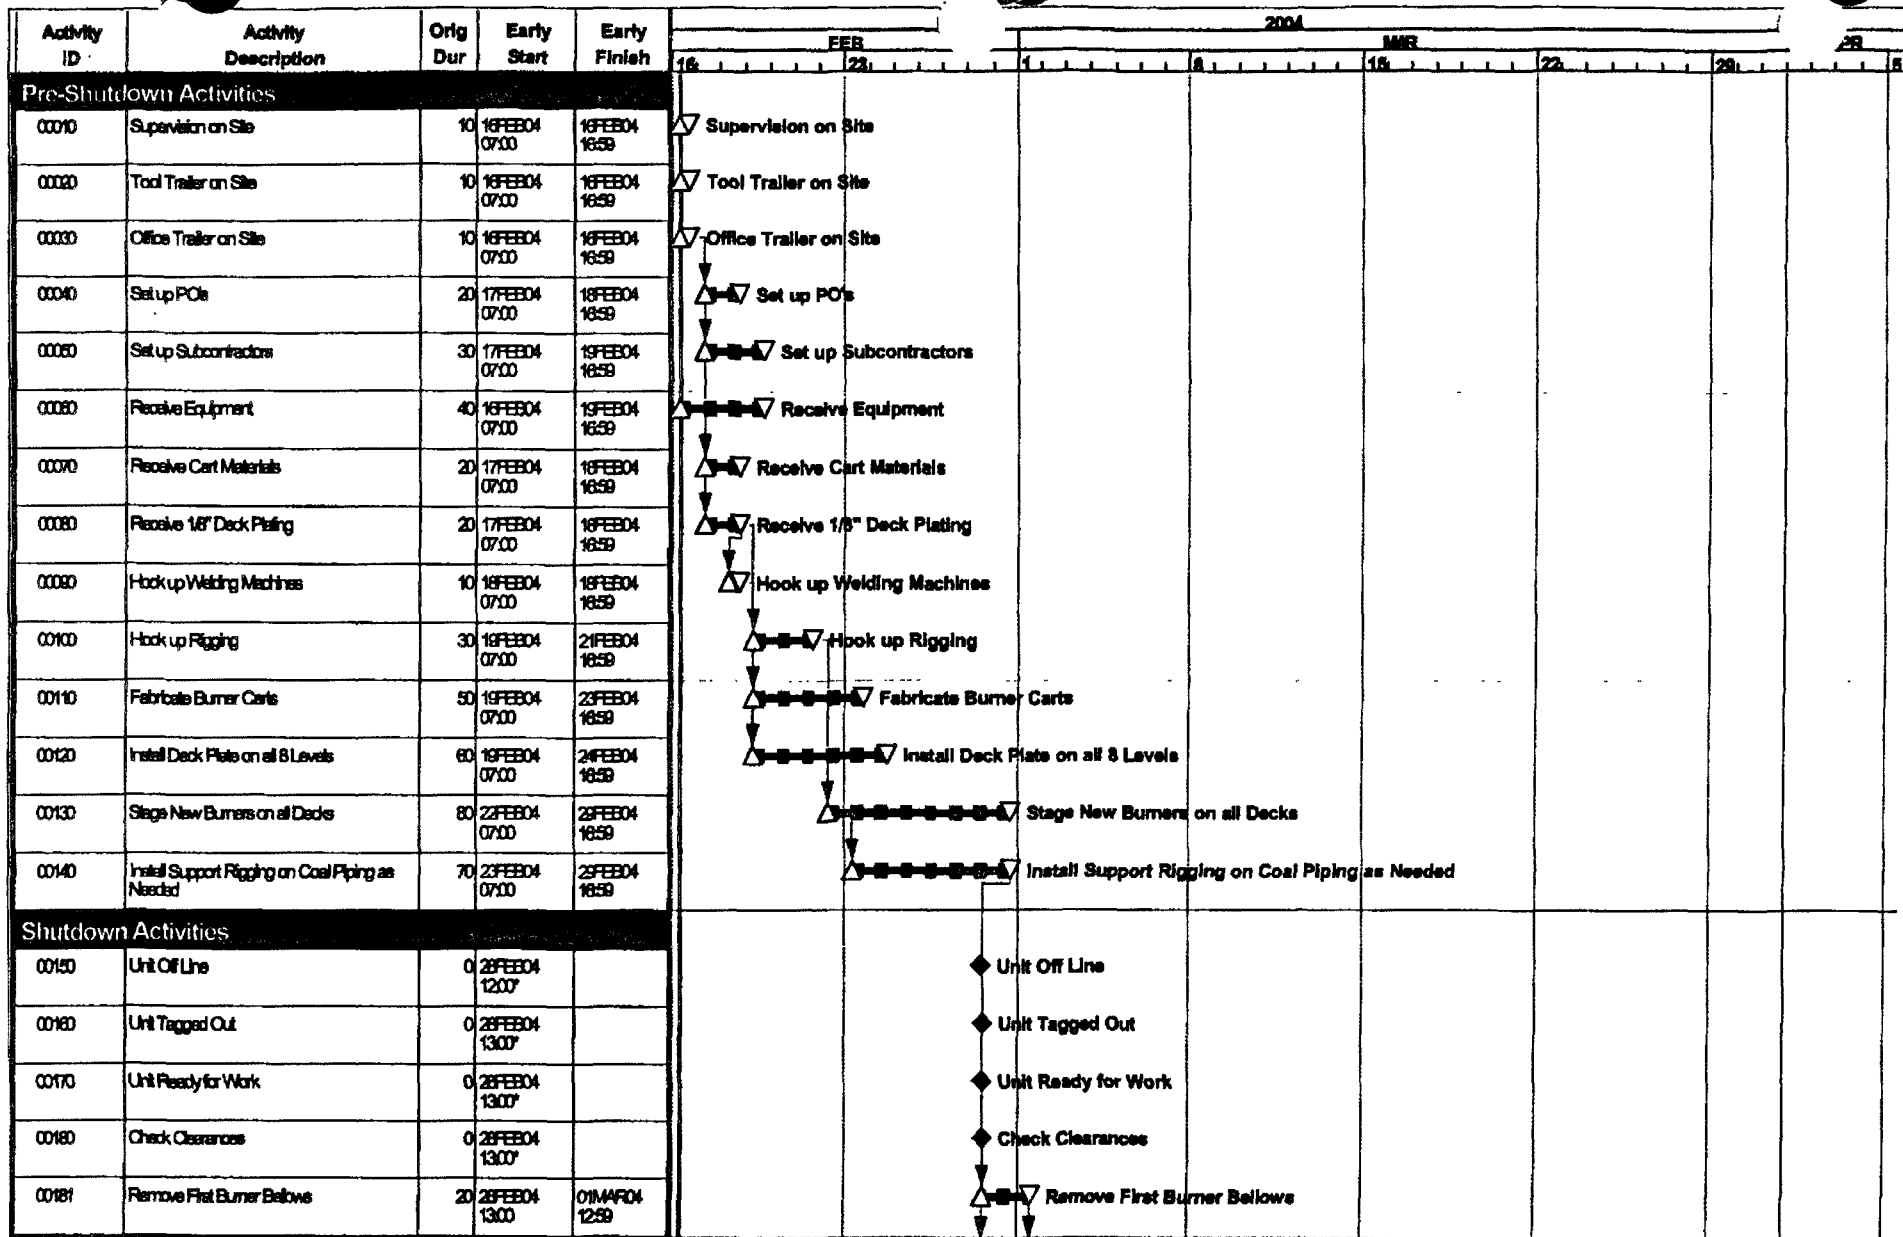 Activity ID Activity Description Orig Dur Early Start Early Finish
2004
FEB MAR
16 23 1 8 22 29 5
Pre-Shutdown Activities
00010 Supervision on Site 10 16FEB04 07:00 16FEB04 16:59 Supervision on Site
00020 Tool Trailer on Site 10 16FEB04 07:00 16FEB04 16:59 Tool Trailer on Site
00030 Office Trailer on Site 10 16FEB04 07:00 16FEB04 16:59 Office Trailer on Site
00040 Set up PO's 20 17FEB04 07:00 18FEB04 16:59 Set up PO's
00050 Set up Subcontractors 30 17FEB04 07:00 19FEB04 16:59 Set up Subcontractors
00060 Receive Equipment 40 16FEB04 07:00 19FEB04 16:59 Receive Equipment
00070 Receive Cart Materials 20 17FEB04 07:00 18FEB04 16:59 Receive Cart Materials
00080 Receive 1/8" Deck Plating 20 17FEB04 07:00 18FEB04 16:59 Receive 1/8" Deck Plating
00090 Hook up Welding Machines 10 18FEB04 07:00 18FEB04 16:59 Hook up Welding Machines
00100 Hook up Rigging 30 19FEB04 07:00 21FEB04 16:59 Hook up Rigging
00110 Fabricate Burner Carts 50 19FEB04 07:00 23FEB04 16:59 Fabricate Burner Carts
00120 Install Deck Plate on all 8 Levels 60 19FEB04 07:00 24FEB04 16:59 Install Deck Plate on all 8 Levels
00130 Stage New Burners on all Decks 80 22FEB04 07:00 29FEB04 16:59 Stage New Burners on all Decks
00140 Install Support Rigging on Coal Piping as Needed 70 23FEB04 07:00 29FEB04 16:59 Install Support Rigging on Coal Piping as Needed
Shutdown Activities
00150 Unit Off Line 0 28FEB04 12:00* Unit Off Line
00160 Unit Tagged Out 0 28FEB04 13:00* Unit Tagged Out
00170 Unit Ready for Work 0 28FEB04 13:00* Unit Ready for Work
00180 Check Clearances 0 28FEB04 13:00* Check Clearances
00181 Remove First Burner Bellows 20 28FEB04 13:00 01MAR04 12:59 Remove First Burner Bellows